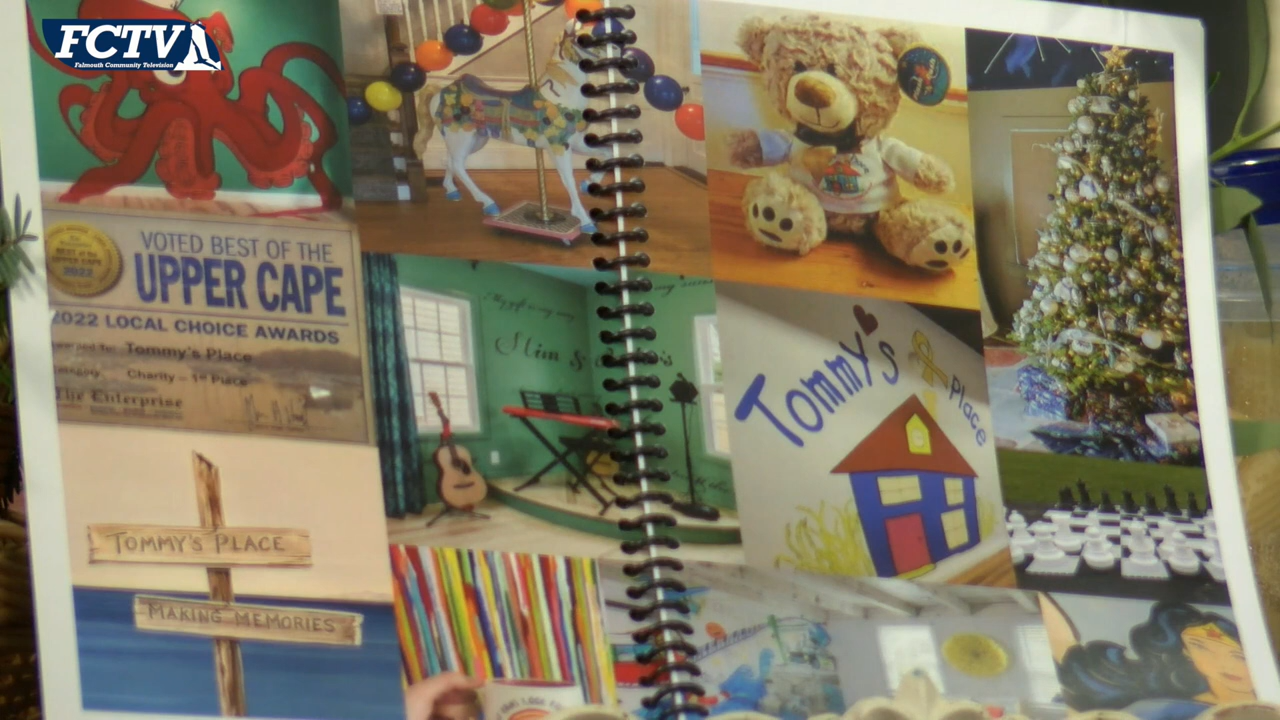 FCTV
Falmouth Community Television
VOTED BEST OF THE
UPPER CAPE
2022 LOCAL CHOICE AWARDS
Tommy's Place
Charity - 1st Place
The Enterprise
2022
TOMMY'S PLACE
MAKING MEMORIES
Slim &
Tommy's
Place